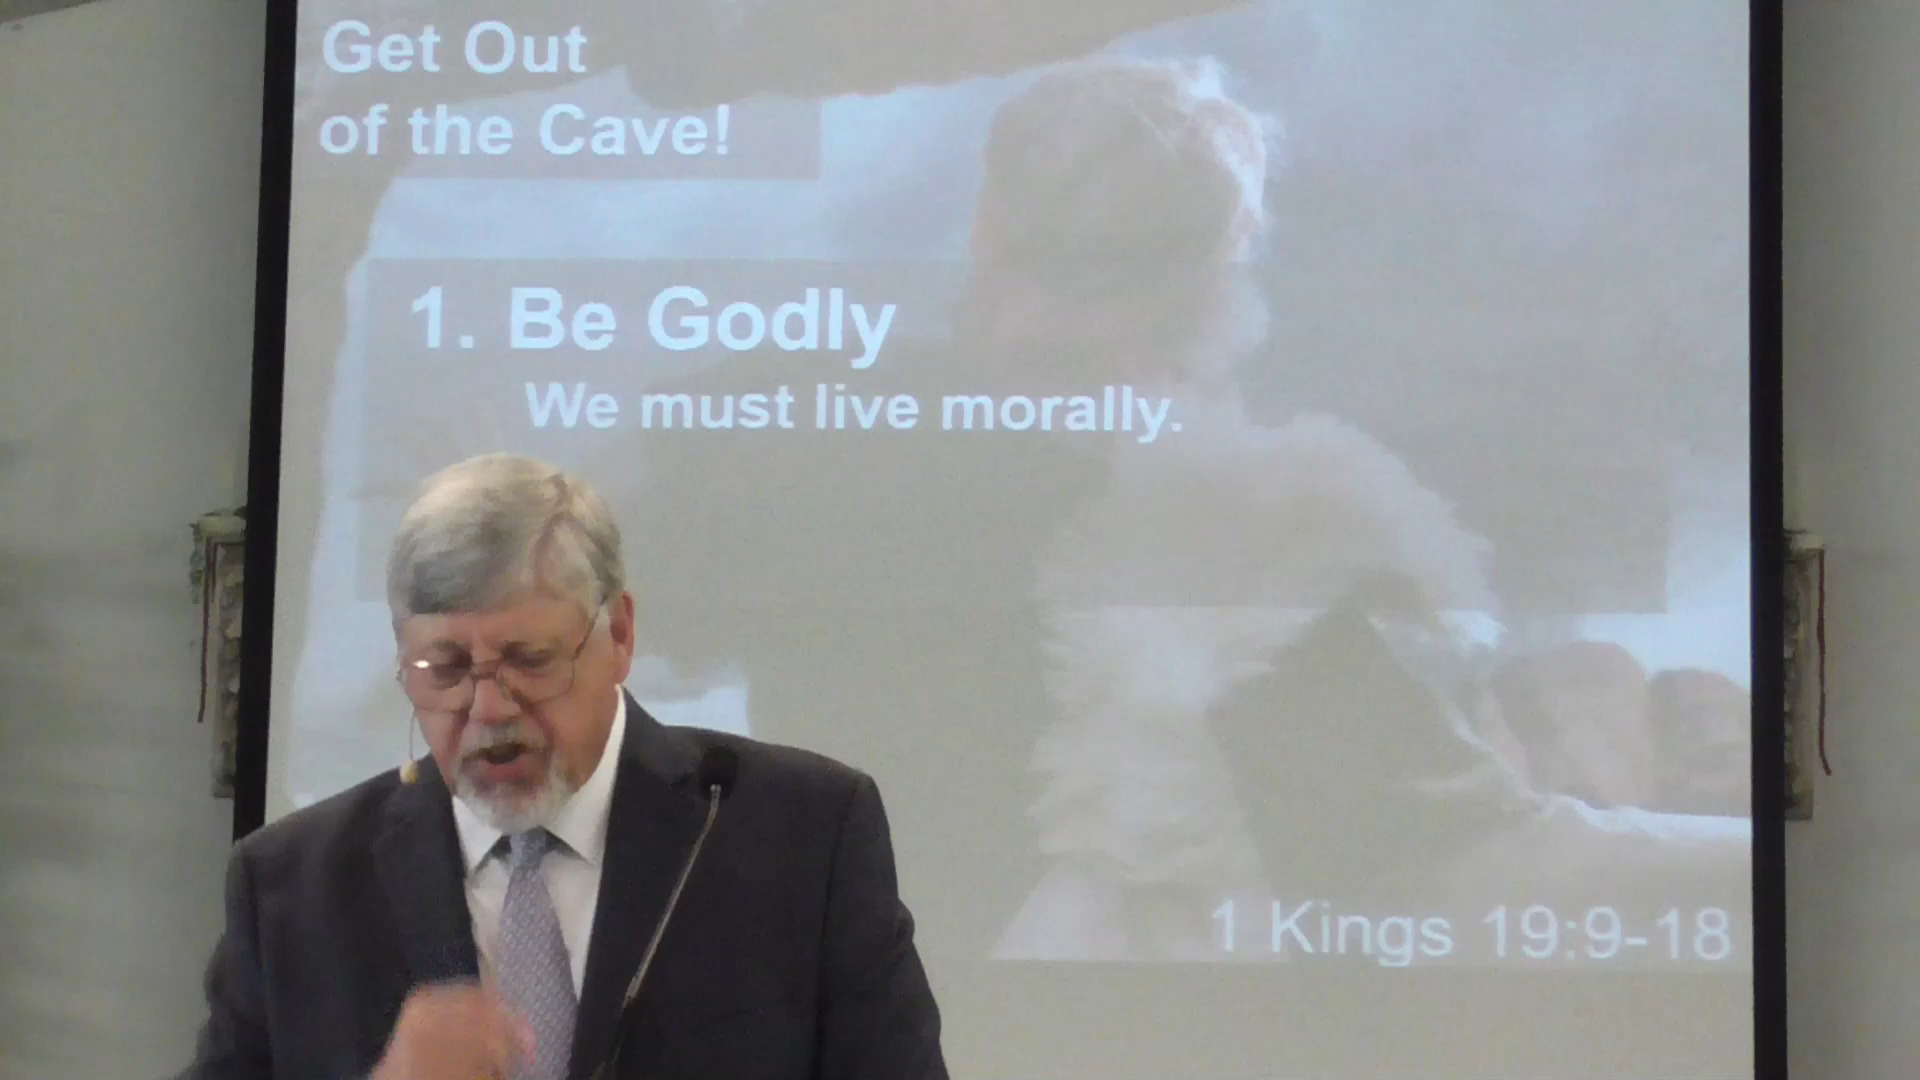 Get Out
of the Cave!
1. Be Godly
We must live morally.
1 Kings 19:9-18